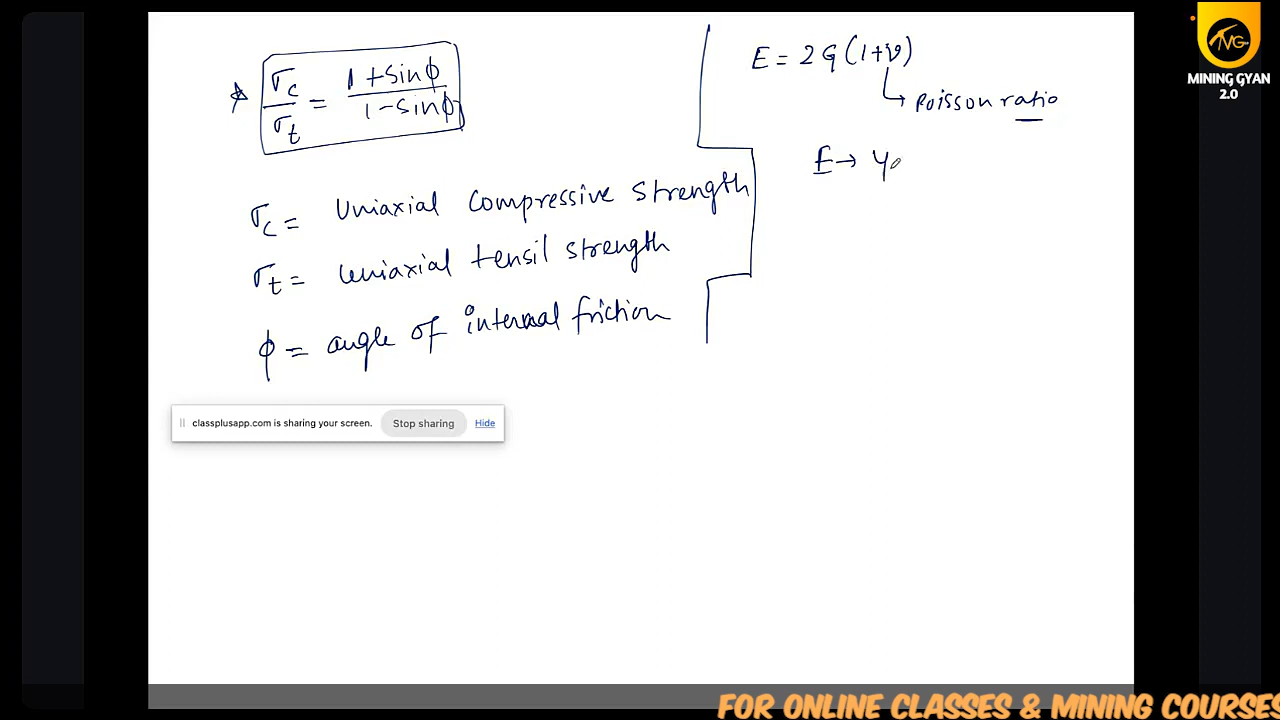 σc/σt = 1+sinϕ/1-sinϕ
σc = Uniaxial compressive strength
σt = Uniaxial tensil strength
ϕ = angle of internal friction
E = 2G(1+ν)
Poisson ratio
E → Yo
classplusapp.com is sharing your screen. Stop sharing Hide
TNG
MINING GYAN
2.0
FOR ONLINE CLASSES & MINING COURSES